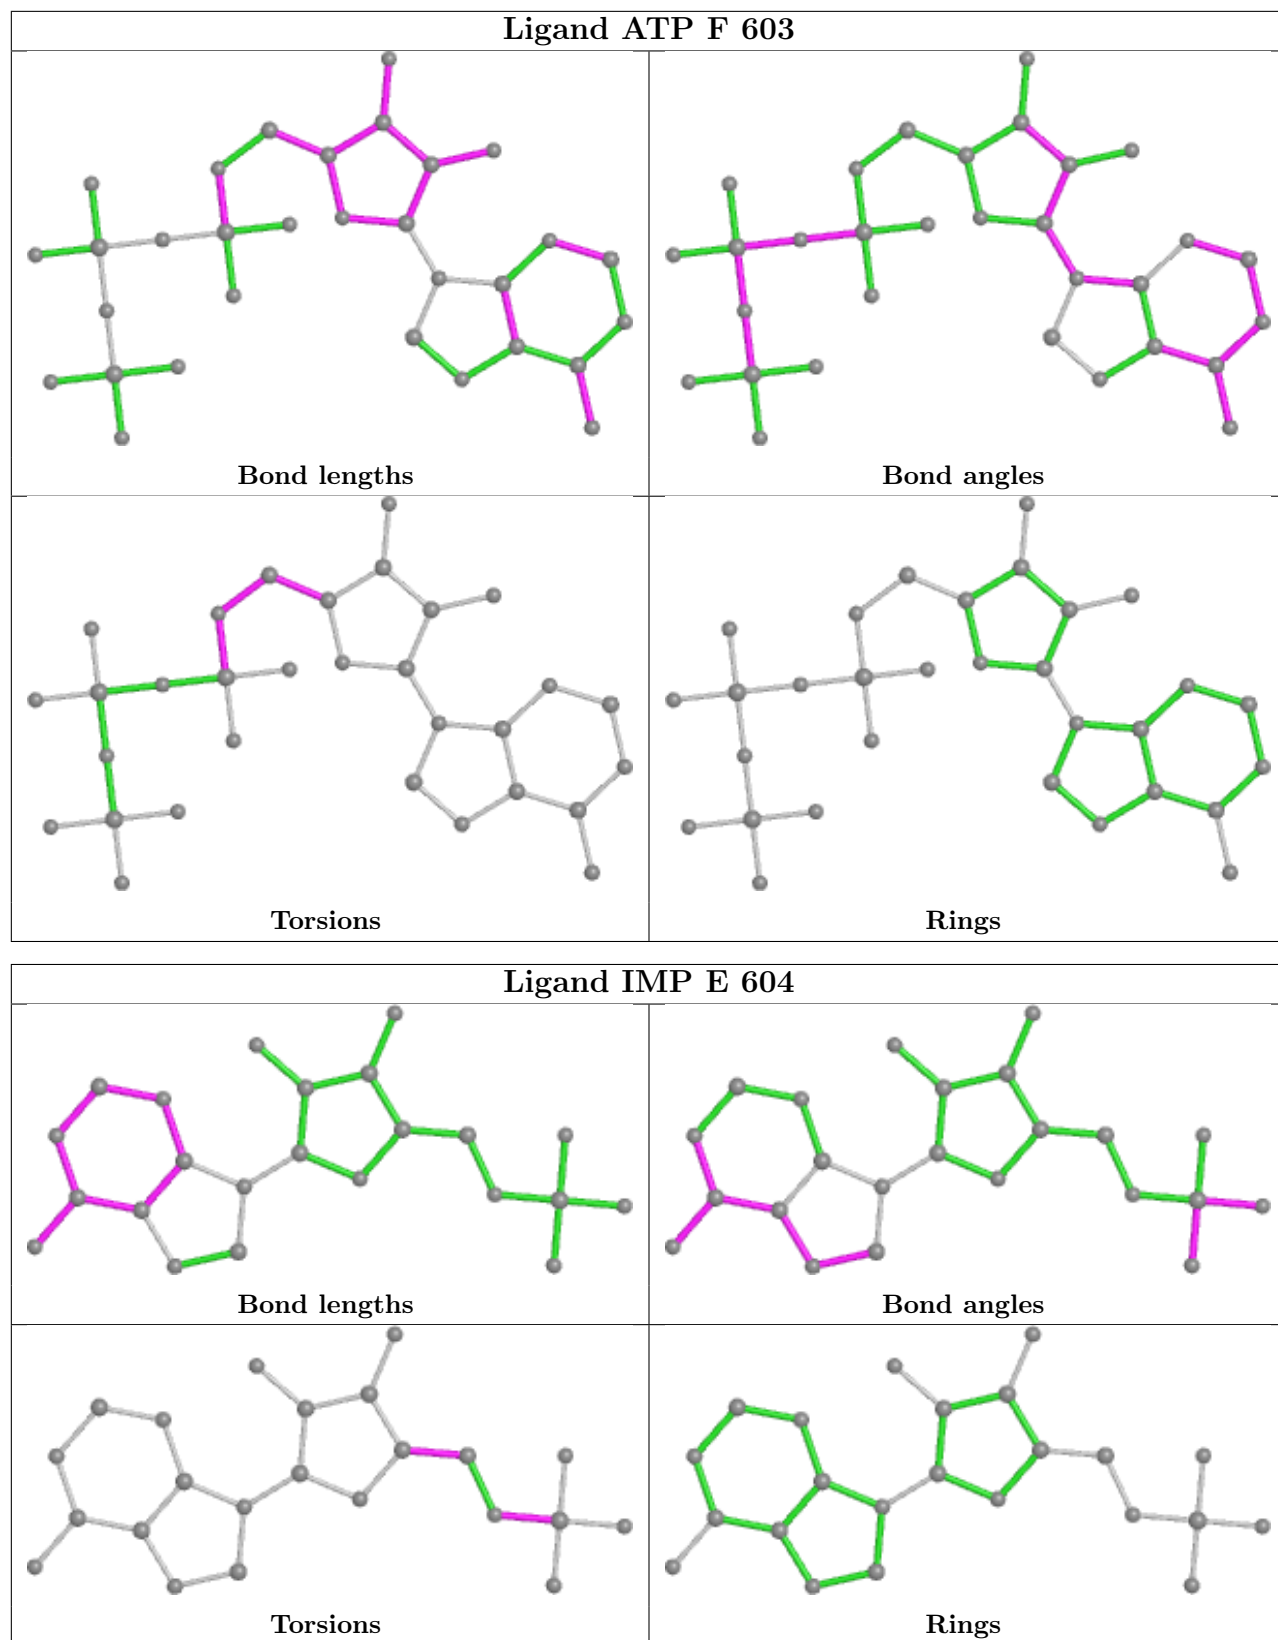 Ligand ATP F 603
Bond lengths
Bond angles
Torsions
Rings
Ligand IMP E 604
Bond lengths
Bond angles
Torsions
Rings